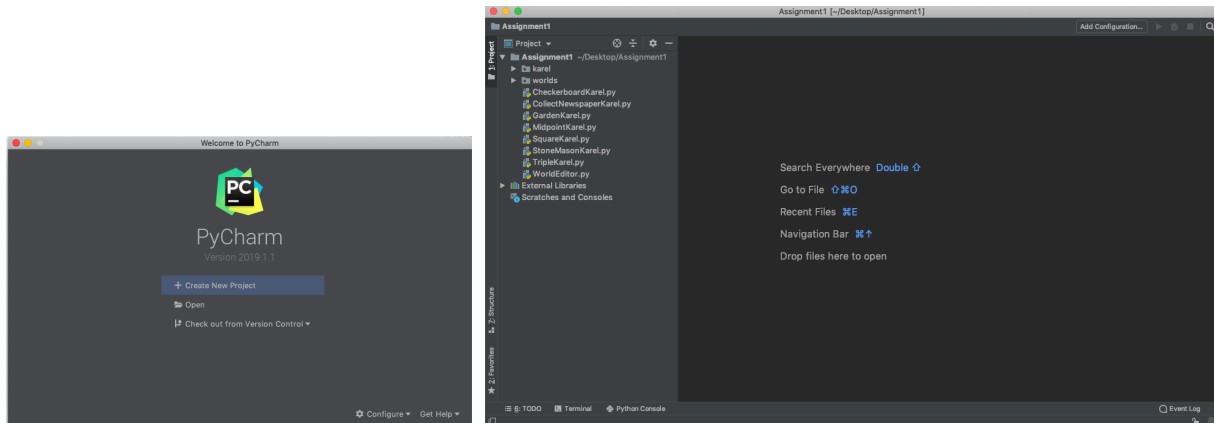 Welcome to PyCharm
PC
PyCharm
Version 2019.1.1
+ Create New Project
Open
Check out from Version Control
Configure Get Help
Assignment1 [~/Desktop/Assignment1]
Assignment1
Add Configuration...
1: Project
Project
Assignment1 ~/Desktop/Assignment1
karel
worlds
CheckerboardKarel.py
CollectNewspaperKarel.py
GardenKarel.py
MidpointKarel.py
SquareKarel.py
StoneMasonKarel.py
TripleKarel.py
WorldEditor.py
External Libraries
Scratches and Consoles
Search Everywhere Double ⇧
Go to File ⇧⌘O
Recent Files ⌘E
Navigation Bar ⌘↑
Drop files here to open
7: Structure
2: Favorites
6: TODO Terminal Python Console
Event Log